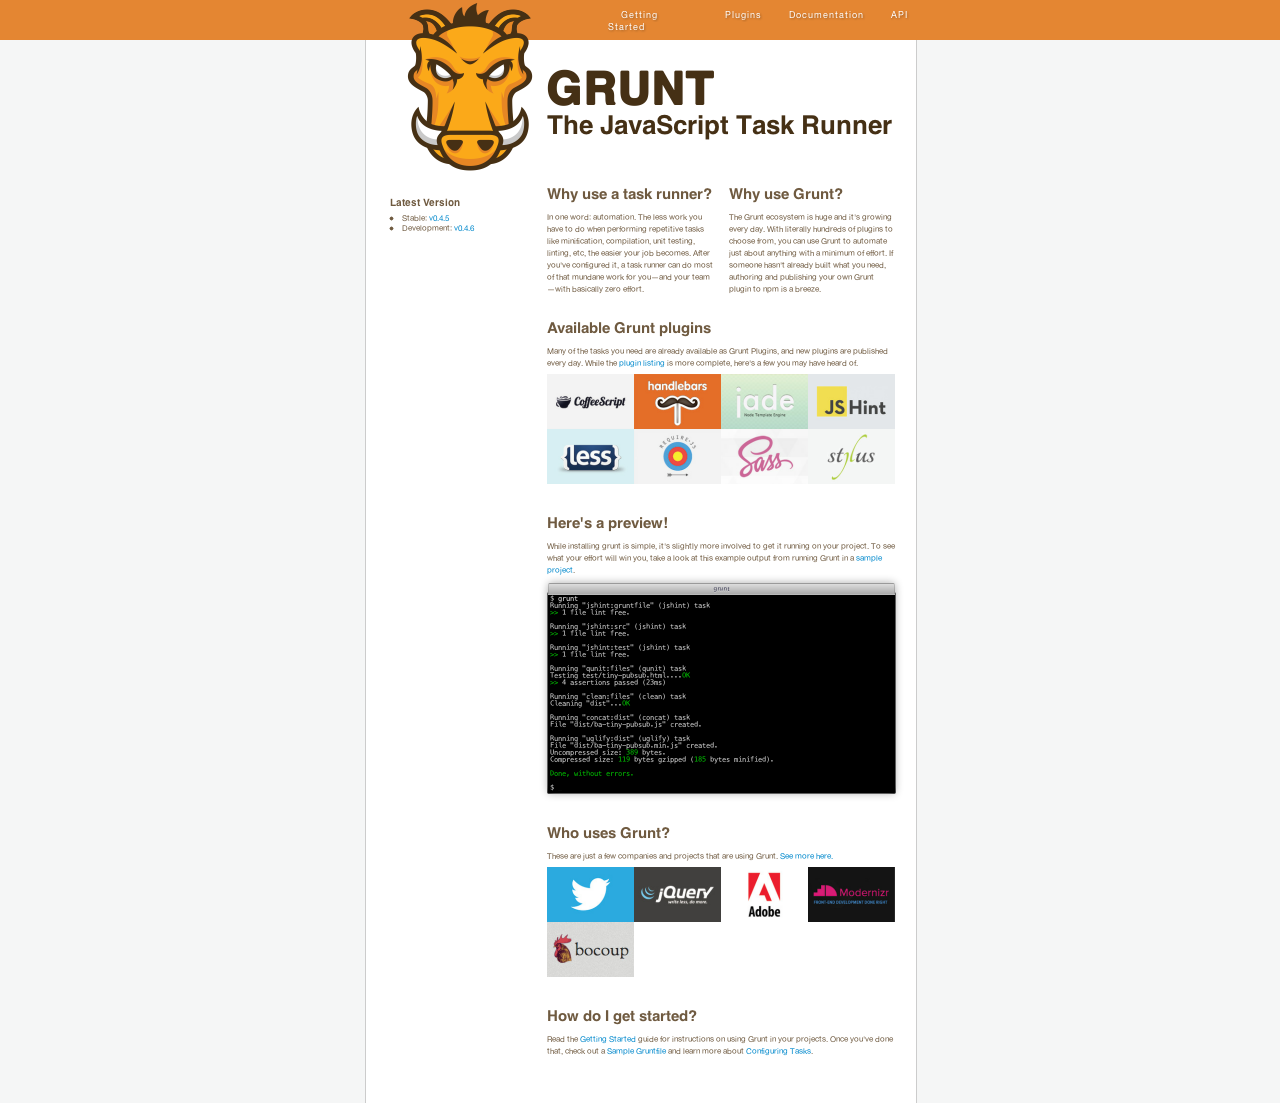 Getting
Started
Plugins
Documentation
API
GRUNT
The JavaScript Task Runner
Latest Version
Stable: v0.4.5
Development: v0.4.6
Why use a task runner?
In one word: automation. The less work you
have to do when performing repetitive tasks
like minification, compilation, unit testing,
linting, etc, the easier your job becomes. After
you've configured it, a task runner can do most
of that mundane work for you—and your team
—with basically zero effort.
Why use Grunt?
The Grunt ecosystem is huge and it's growing
every day. With literally hundreds of plugins to
choose from, you can use Grunt to automate
just about anything with a minimum of effort. If
someone hasn't already built what you need,
authoring and publishing your own Grunt
plugin to npm is a breeze.
Available Grunt plugins
Many of the tasks you need are already available as Grunt Plugins, and new plugins are published
every day. While the plugin listing is more complete, here's a few you may have heard of.
CoffeeScript
handlebars
jade
Node Template Engine
JS Hint
{less}
REQUIRE·JS
Sass
stylus
Here's a preview!
While installing grunt is simple, it's slightly more involved to get it running on your project. To see
what your effort will win you, take a look at this example output from running Grunt in a sample
project.
grunt
$ grunt
Running "jshint:gruntfile" (jshint) task
>> 1 file lint free.
Running "jshint:src" (jshint) task
>> 1 file lint free.
Running "jshint:test" (jshint) task
>> 1 file lint free.
Running "qunit:files" (qunit) task
Testing test/tiny-pubsub.html....OK
>> 4 assertions passed (23ms)
Running "clean:files" (clean) task
Cleaning "dist"...OK
Running "concat:dist" (concat) task
File "dist/ba-tiny-pubsub.js" created.
Running "uglify:dist" (uglify) task
File "dist/ba-tiny-pubsub.min.js" created.
Uncompressed size: 389 bytes.
Compressed size: 119 bytes gzipped (185 bytes minified).
Done, without errors.
$
Who uses Grunt?
These are just a few companies and projects that are using Grunt. See more here.
jQuery
write less, do more.
Adobe
Modernizr
FRONT-END DEVELOPMENT DONE RIGHT
bocoup
How do I get started?
Read the Getting Started guide for instructions on using Grunt in your projects. Once you've done
that, check out a Sample Gruntfile and learn more about Configuring Tasks.